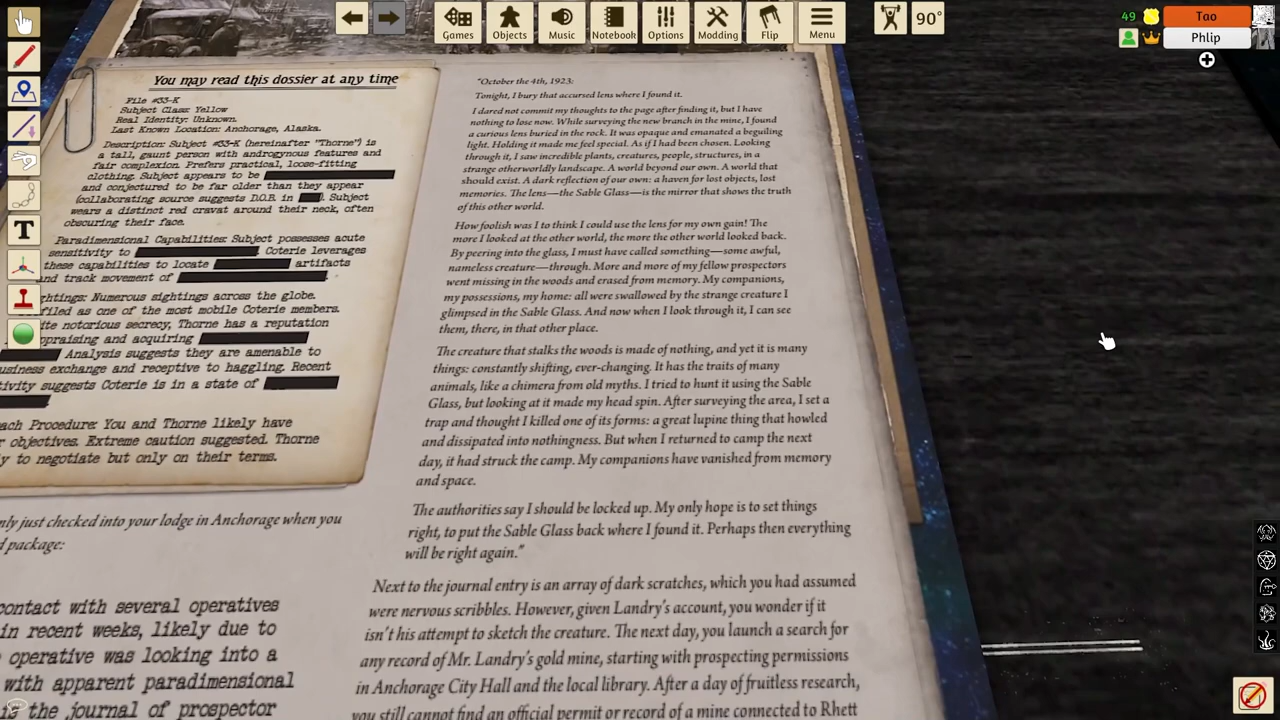 Games
Objects
Music
Notebook
Options
Modding
Flip
Menu
90°
49
Tao
Phlip
T
You may read this dossier at any time
File #33-K
Subject Class: Yellow
Real Identity: Unknown.
Last Known Location: Anchorage, Alaska.
Description: Subject #33-K (hereinafter "Thorne") is
a tall, gaunt person with androgynous features and
fair complexion. Prefers practical, loose-fitting
clothing. Subject appears to be
and conjectured to be far older than they appear
(collaborating source suggests D.O.B. in ). Subject
wears a distinct red cravat around their neck, often
obscuring their face.
Paradimensional Capabilities: Subject possesses acute
sensitivity to . Coterie leverages
these capabilities to locate artifacts
and track movement of .
ghtings: Numerous sightings across the globe.
filed as one of the most mobile Coterie members.
ite notorious secrecy, Thorne has a reputation
ppraising and acquiring
Analysis suggests they are amenable to
usiness exchange and receptive to haggling. Recent
tivity suggests Coterie is in a state of
ach Procedure: You and Thorne likely have
r objectives. Extreme caution suggested. Thorne
y to negotiate but only on their terms.
nly just checked into your lodge in Anchorage when you
d package:
contact with several operatives
in recent weeks, likely due to
operative was looking into a
with apparent paradimensional
is the journal of prospector
"October the 4th, 1923:
Tonight, I bury that accursed lens where I found it.
I dared not commit my thoughts to the page after finding it, but I have
nothing to lose now. While surveying the new branch in the mine, I found
a curious lens buried in the rock. It was opaque and emanated a beguiling
light. Holding it made me feel special. As if I had been chosen. Looking
through it, I saw incredible plants, creatures, people, structures, in a
strange otherworldly landscape. A world beyond our own. A world that
should exist. A dark reflection of our own: a haven for lost objects, lost
memories. The lens—the Sable Glass—is the mirror that shows the truth
of this other world.
How foolish was I to think I could use the lens for my own gain! The
more I looked at the other world, the more the other world looked back.
By peering into the glass, I must have called something—some awful,
nameless creature—through. More and more of my fellow prospectors
went missing in the woods and erased from memory. My companions,
my possessions, my home: all were swallowed by the strange creature I
glimpsed in the Sable Glass. And now when I look through it, I can see
them, there, in that other place.
The creature that stalks the woods is made of nothing, and yet it is many
things: constantly shifting, ever-changing. It has the traits of many
animals, like a chimera from old myths. I tried to hunt it using the Sable
Glass, but looking at it made my head spin. After surveying the area, I set a
trap and thought I killed one of its forms: a great lupine thing that howled
and dissipated into nothingness. But when I returned to camp the next
day, it had struck the camp. My companions have vanished from memory
and space.
The authorities say I should be locked up. My only hope is to set things
right, to put the Sable Glass back where I found it. Perhaps then everything
will be right again."
Next to the journal entry is an array of dark scratches, which you had assumed
were nervous scribbles. However, given Landry's account, you wonder if it
isn't his attempt to sketch the creature. The next day, you launch a search for
any record of Mr. Landry's gold mine, starting with prospecting permissions
in Anchorage City Hall and the local library. After a day of fruitless research,
you still cannot find an official permit or record of a mine connected to Rhett